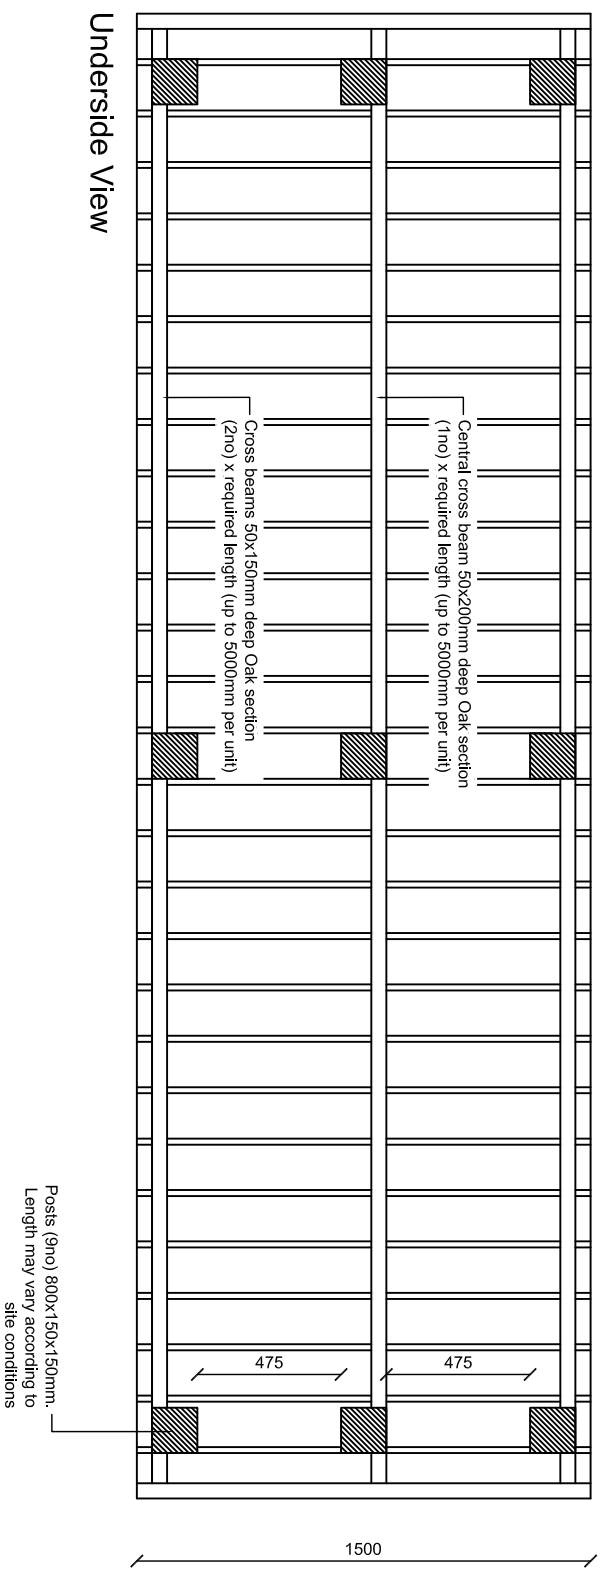 Underside View
Central cross beam 50x200mm deep Oak section
(1no) x required length (up to 5000mm per unit)
Cross beams 50x150mm deep Oak section
(2no) x required length (up to 5000mm per unit)
475
475
Posts (9no) 800x150x150mm.
Length may vary according to
site conditions
1500